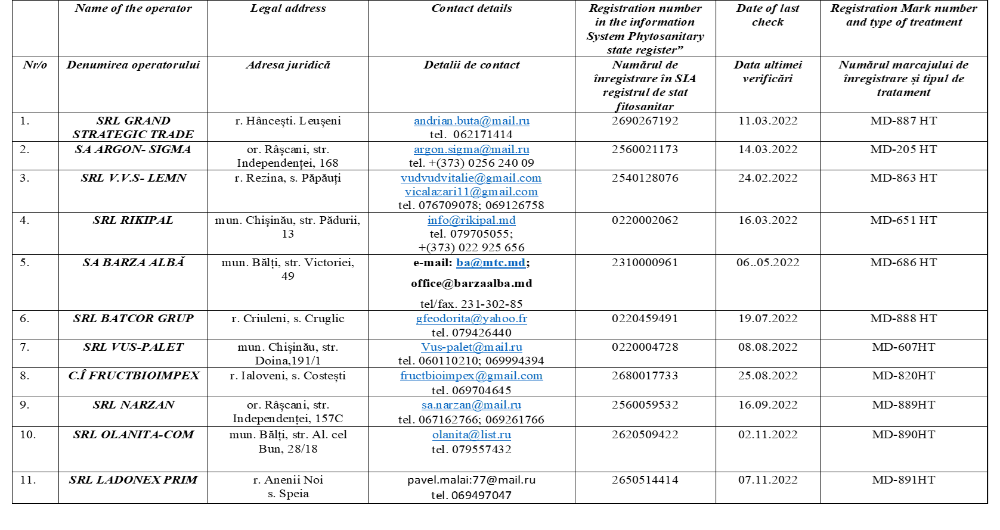 Name of the operator
Legal address
Contact details
Registration number
in the information
System Phytosanitary
state register”
Date of last
check
Registration Mark number
and type of treatment
Nr/o
Denumirea operatorului
Adresa juridică
Detalii de contact
Numărul de
înregistrare în SIA
registrul de stat
fitosanitar
Data ultimei
verificări
Numărul marcajului de
înregistrare și tipul de
tratament
1.
SRL GRAND
STRATEGIC TRADE
r. Hâncești. Leușeni
andrian.buta@mail.ru
tel. 062171414
2690267192
11.03.2022
MD-887 HT
2.
SA ARGON- SIGMA
or. Râșcani, str.
Independenței, 168
argon.sigma@mail.ru
tel. +(373) 0256 240 09
2560021173
14.03.2022
MD-205 HT
3.
SRL V.V.S- LEMN
r. Rezina, s. Păpăuți
vudvudvitalie@gmail.com
vicalazari11@gmail.com
tel. 076709078; 069126758
2540128076
24.02.2022
MD-863 HT
4.
SRL RIKIPAL
mun. Chișinău, str. Pădurii,
13
info@rikipal.md
tel. 079705055;
+(373) 022 925 656
0220002062
16.03.2022
MD-651 HT
5.
SA BARZA ALBĂ
mun. Bălți, str. Victoriei,
49
e-mail: ba@mtc.md;
office@barzaalba.md
tel/fax. 231-302-85
2310000961
06..05.2022
MD-686 HT
6.
SRL BATCOR GRUP
r. Criuleni, s. Cruglic
gfeodorita@yahoo.fr
tel. 079426440
0220459491
19.07.2022
MD-888 HT
7.
SRL VUS-PALET
mun. Chișinău, str.
Doina,191/1
Vus-palet@mail.ru
tel. 060110210; 069994394
0220004728
08.08.2022
MD-607HT
8.
C.Î FRUCTBIOIMPEX
r. Ialoveni, s. Costești
fructbioimpex@gmail.com
tel. 069704645
2680017733
25.08.2022
MD-820HT
9.
SRL NARZAN
or. Râșcani, str.
Independenței, 157C
sa.narzan@mail.ru
tel. 067162766; 069261766
2560059532
16.09.2022
MD-889HT
10.
SRL OLANITA-COM
mun. Bălți, str. Al. cel
Bun, 28/18
olanita@list.ru
tel. 079557432
2620509422
02.11.2022
MD-890HT
11.
SRL LADONEX PRIM
r. Anenii Noi
s. Speia
pavel.malai:77@mail.ru
tel. 069497047
2650514414
07.11.2022
MD-891HT